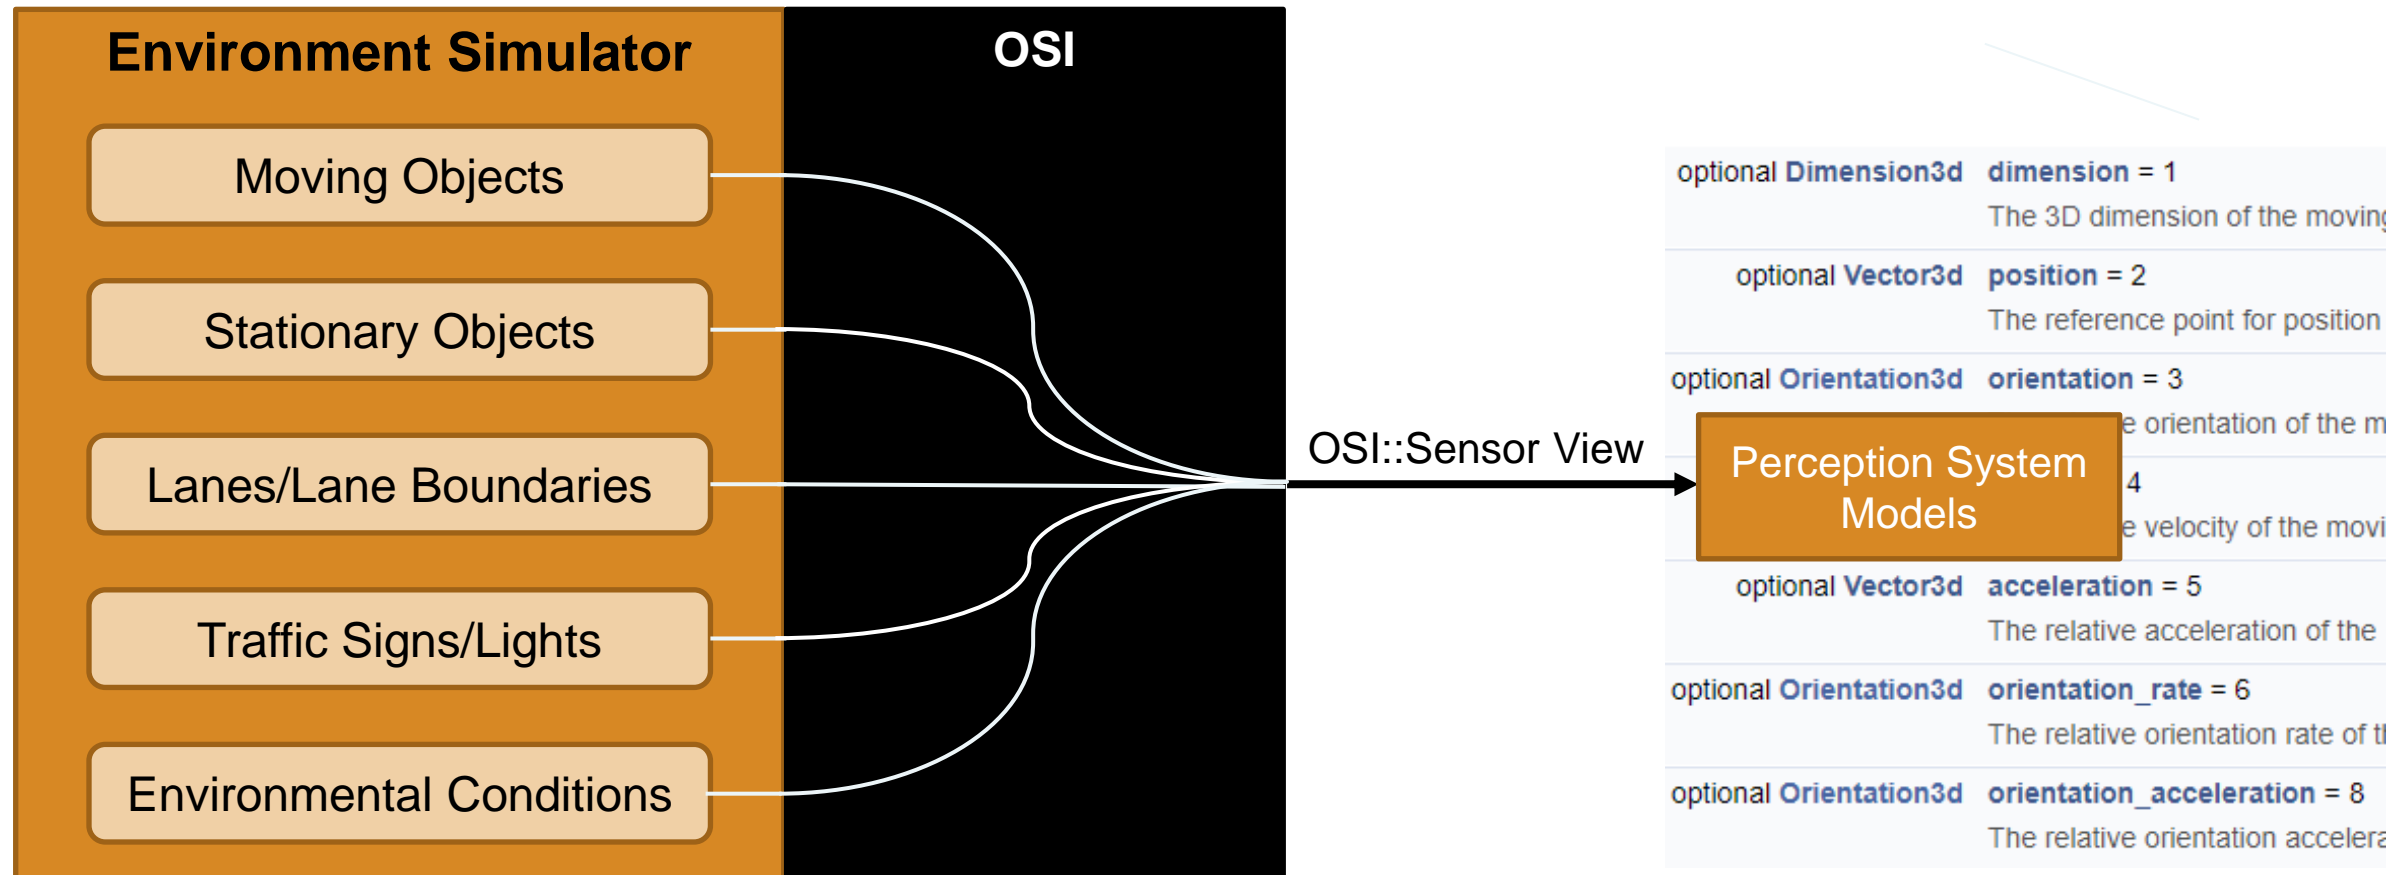 Environment Simulator
OSI
Moving Objects
Stationary Objects
Lanes/Lane Boundaries
Traffic Signs/Lights
Environmental Conditions
OSI::Sensor View
Perception System
Models
optional Dimension3d dimension = 1
The 3D dimension of the moving
optional Vector3d position = 2
The reference point for position
optional Orientation3d orientation = 3
orientation of the
4
velocity of the
optional Vector3d acceleration = 5
The relative acceleration of the
optional Orientation3d orientation_rate = 6
The relative orientation rate of
optional Orientation3d orientation_acceleration = 8
The relative orientation